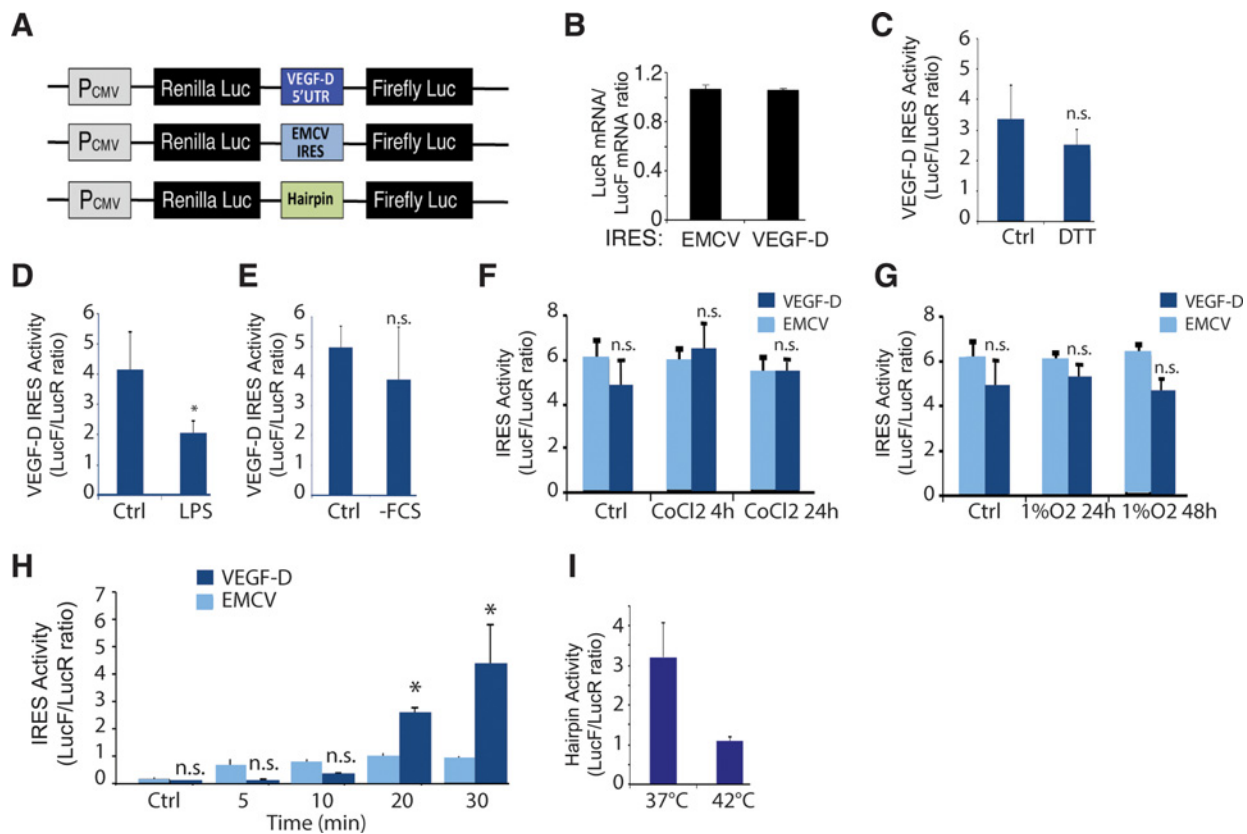 A
PCMV Renilla Luc VEGF-D 5'UTR Firefly Luc
PCMV Renilla Luc EMCV IRES Firefly Luc
PCMV Renilla Luc Hairpin Firefly Luc
B
LucR mRNA/
LucF mRNA ratio
1.2
0.8
0.4
0
IRES: EMCV VEGF-D
C
VEGF-D IRES Activity
(LucF/LucR ratio)
6
5
4
3
2
1
0
n.s.
Ctrl DTT
D
VEGF-D IRES Activity
(LucF/LucR ratio)
6
5
4
3
2
1
0
*
Ctrl LPS
E
VEGF-D IRES Activity
(LucF/LucR ratio)
6
5
4
3
2
1
0
n.s.
Ctrl -FCS
F
VEGF-D
EMCV
IRES Activity
(LucF/LucR ratio)
8
6
4
2
0
n.s.
n.s.
n.s.
Ctrl CoCl2 4h CoCl2 24h
G
VEGF-D
EMCV
IRES Activity
(LucF/LucR ratio)
8
6
4
2
0
n.s.
n.s.
n.s.
Ctrl 1%O2 24h 1%O2 48h
H
VEGF-D
EMCV
IRES Activity
(LucF/LucR ratio)
7
6
5
4
3
2
1
0
n.s.
n.s.
n.s.
*
*
Ctrl 5 10 20 30
Time (min)
I
Hairpin Activity
(LucF/LucR ratio)
4
3
2
1
0
37°C 42°C